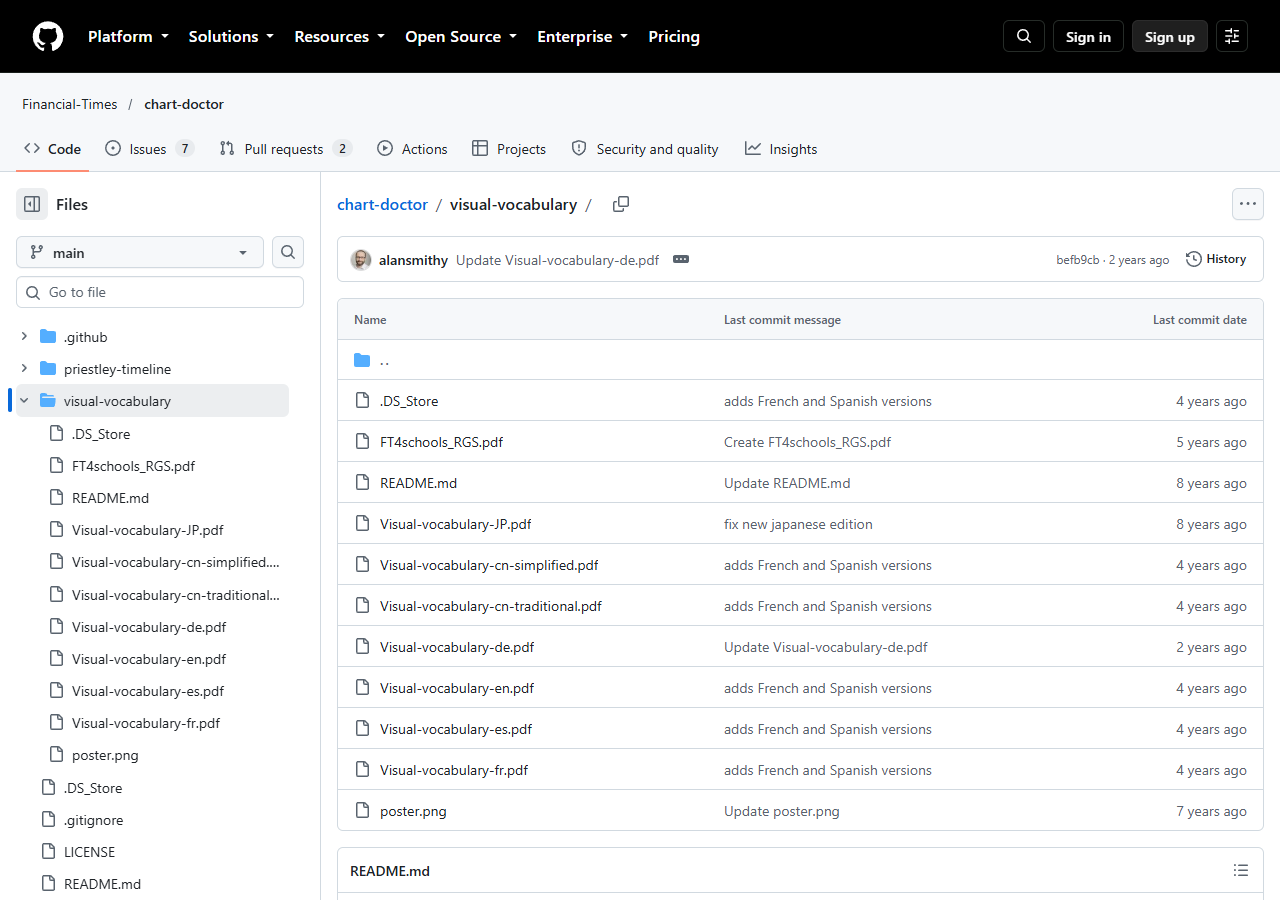 Platform Solutions Resources Open Source Enterprise Pricing Sign in Sign up
Financial-Times / chart-doctor
Code Issues 7 Pull requests 2 Actions Projects Security and quality Insights
Files
main
Go to file
.github
priestley-timeline
visual-vocabulary
.DS_Store
FT4schools_RGS.pdf
README.md
Visual-vocabulary-JP.pdf
Visual-vocabulary-cn-simplified....
Visual-vocabulary-cn-traditional...
Visual-vocabulary-de.pdf
Visual-vocabulary-en.pdf
Visual-vocabulary-es.pdf
Visual-vocabulary-fr.pdf
poster.png
.DS_Store
.gitignore
LICENSE
README.md
chart-doctor / visual-vocabulary /
alansmithy Update Visual-vocabulary-de.pdf befb9cb · 2 years ago History
Name Last commit message Last commit date
..
.DS_Store adds French and Spanish versions 4 years ago
FT4schools_RGS.pdf Create FT4schools_RGS.pdf 5 years ago
README.md Update README.md 8 years ago
Visual-vocabulary-JP.pdf fix new japanese edition 8 years ago
Visual-vocabulary-cn-simplified.pdf adds French and Spanish versions 4 years ago
Visual-vocabulary-cn-traditional.pdf adds French and Spanish versions 4 years ago
Visual-vocabulary-de.pdf Update Visual-vocabulary-de.pdf 2 years ago
Visual-vocabulary-en.pdf adds French and Spanish versions 4 years ago
Visual-vocabulary-es.pdf adds French and Spanish versions 4 years ago
Visual-vocabulary-fr.pdf adds French and Spanish versions 4 years ago
poster.png Update poster.png 7 years ago
README.md